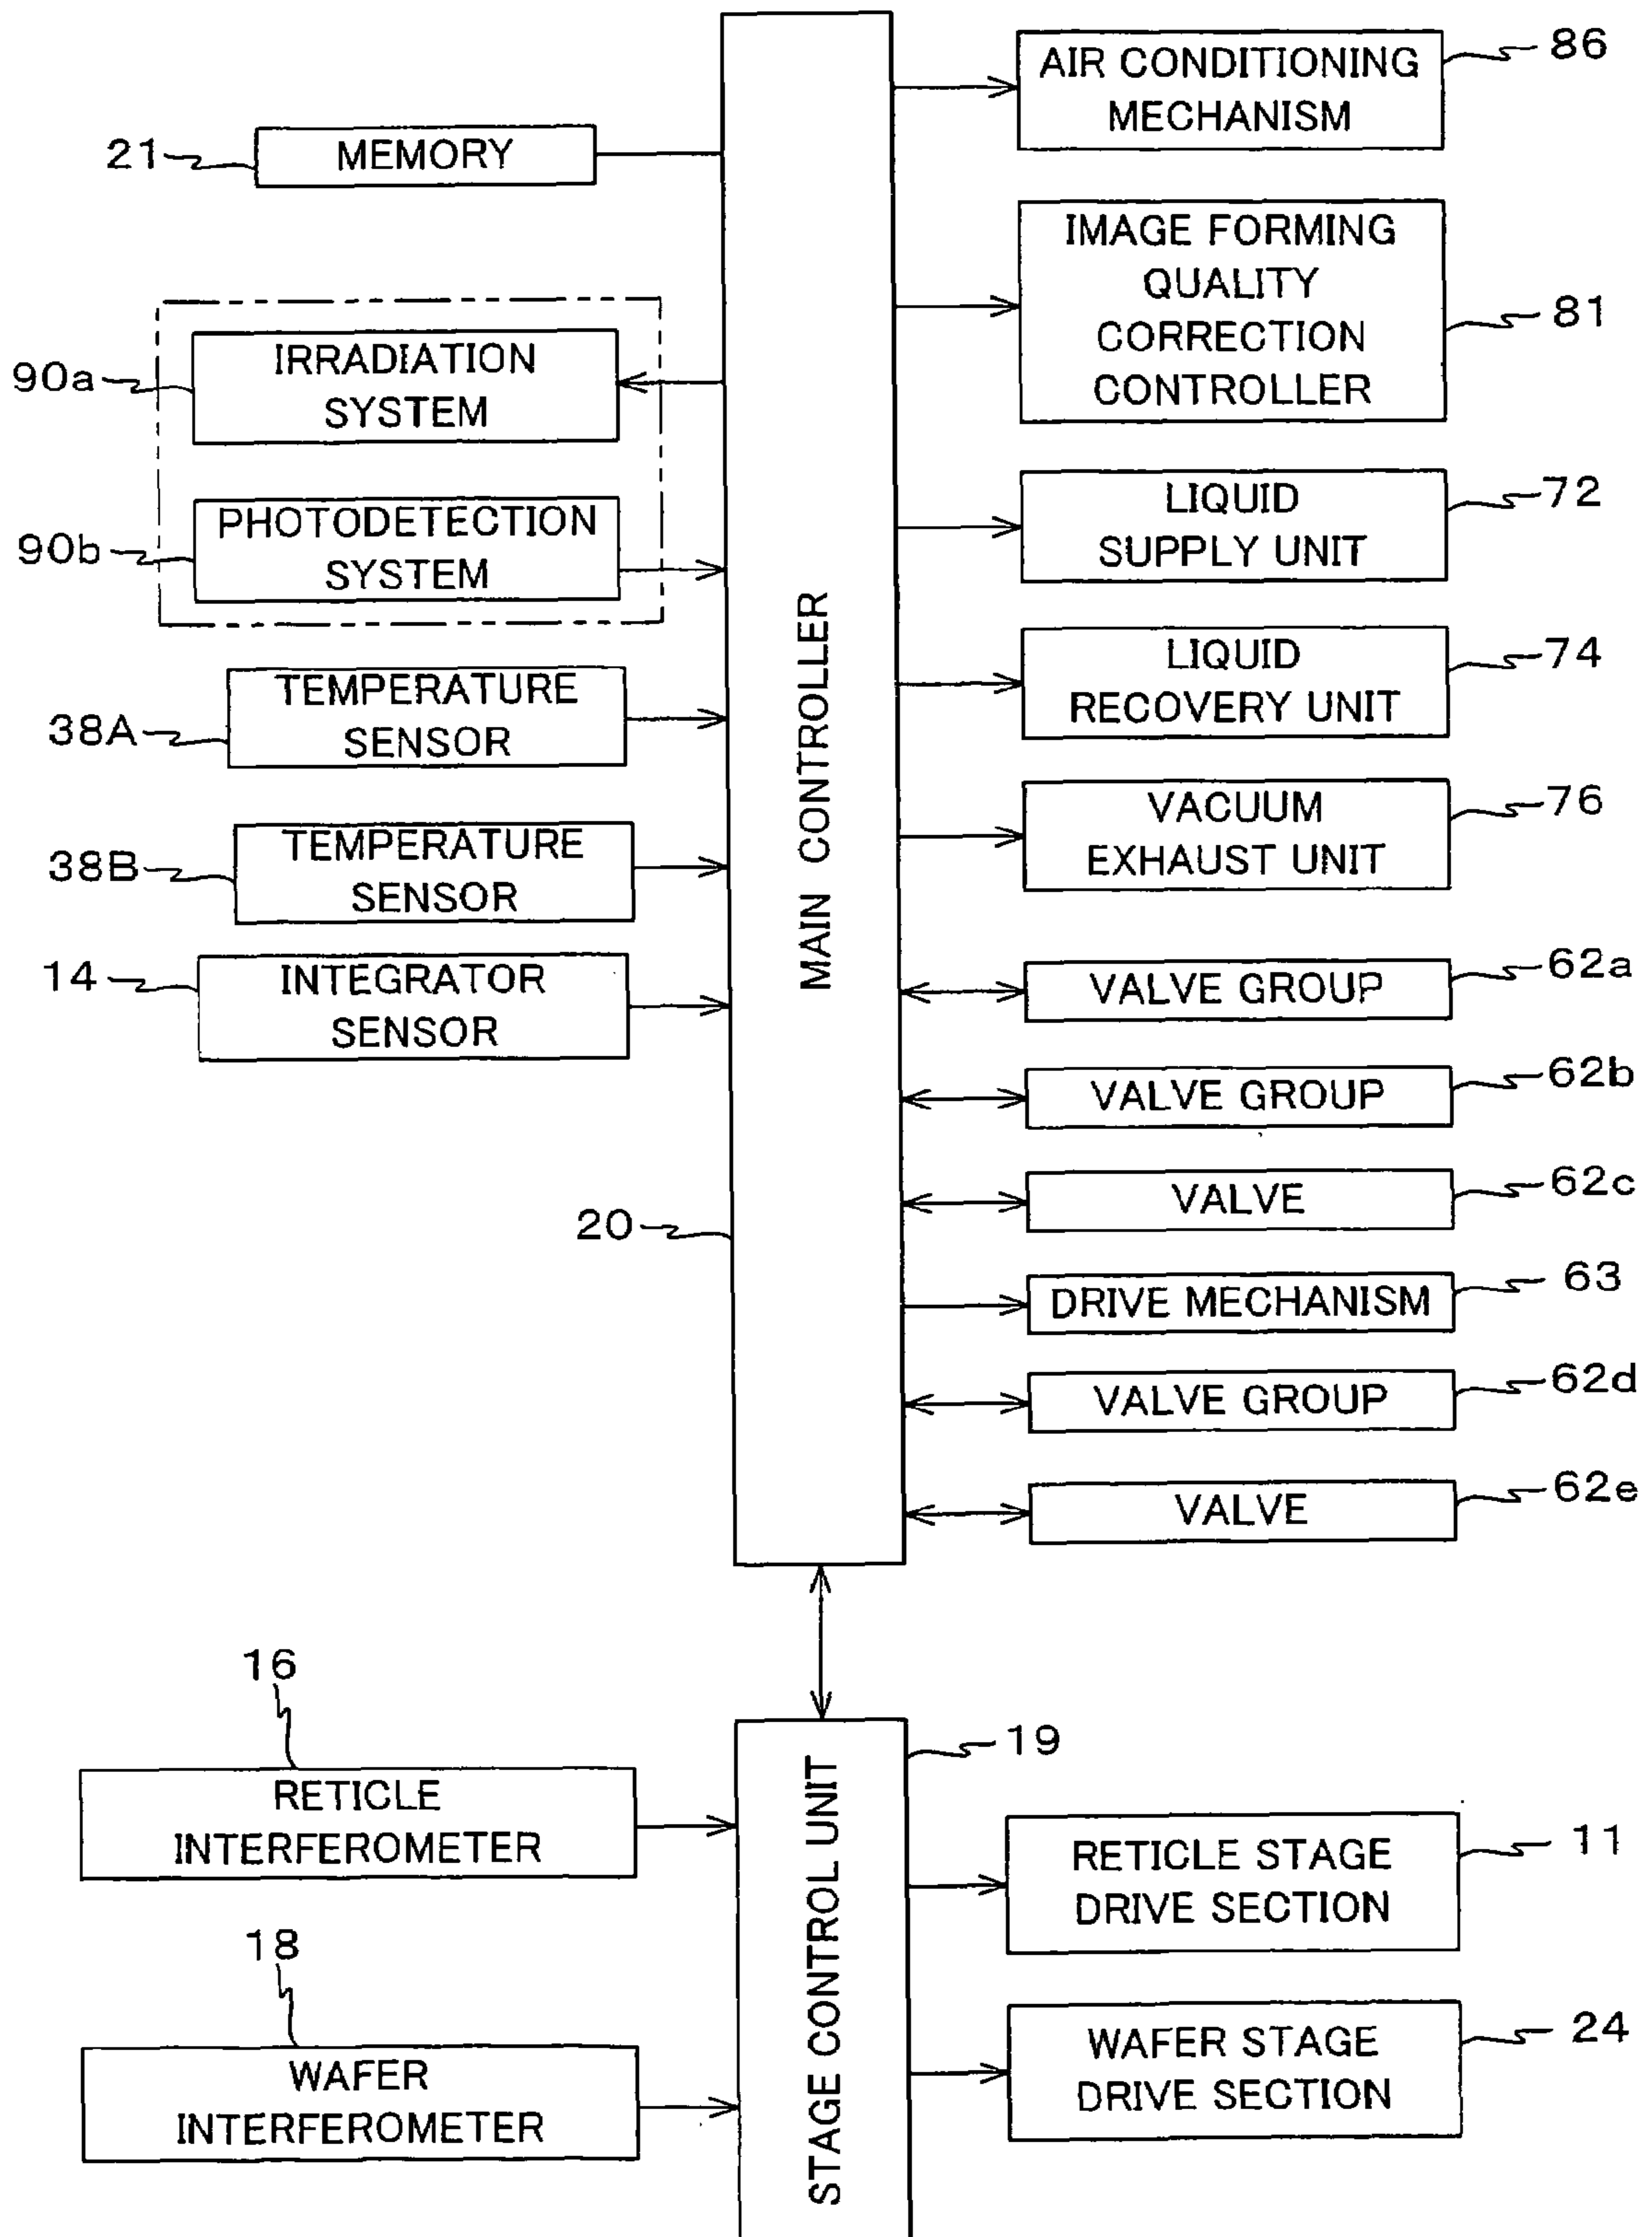 86
AIR CONDITIONING
MECHANISM
21
MEMORY
IMAGE FORMING
QUALITY
CORRECTION
CONTROLLER
81
90a
IRRADIATION
SYSTEM
90b
PHOTODETECTION
SYSTEM
LIQUID
SUPPLY UNIT
72
38A
TEMPERATURE
SENSOR
LIQUID
RECOVERY UNIT
74
38B
TEMPERATURE
SENSOR
VACUUM
EXHAUST UNIT
76
14
INTEGRATOR
SENSOR
MAIN CONTROLLER
20
VALVE GROUP
62a
VALVE GROUP
62b
VALVE
62c
DRIVE MECHANISM
63
VALVE GROUP
62d
VALVE
62e
16
RETICLE
INTERFEROMETER
18
WAFER
INTERFEROMETER
STAGE CONTROL UNIT
19
RETICLE STAGE
DRIVE SECTION
11
WAFER STAGE
DRIVE SECTION
24